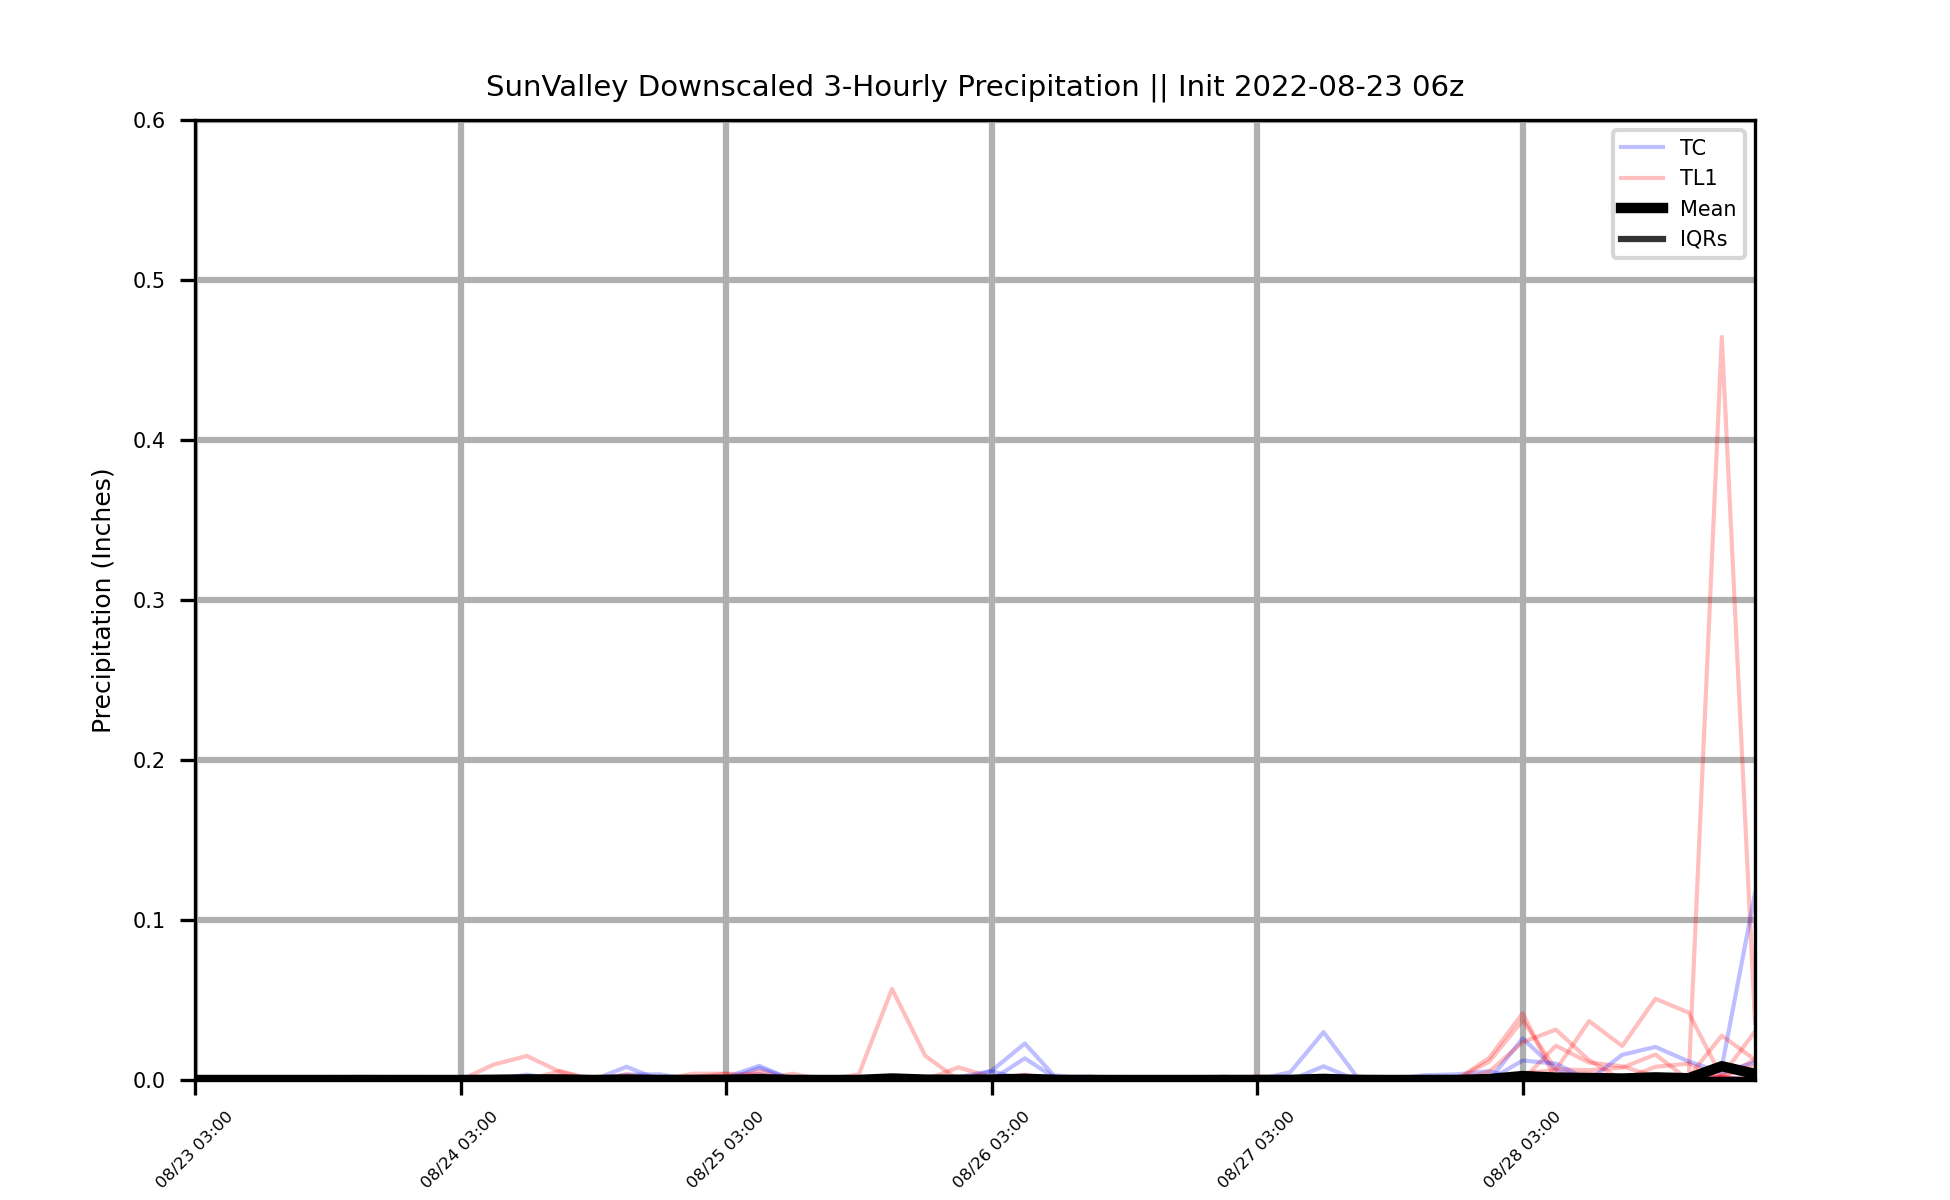 SunValley Downscaled 3-Hourly Precipitation || Init 2022-08-23 06z
Precipitation (Inches)
0.6
0.5
0.4
0.3
0.2
0.1
0.0
TC
TL1
Mean
IQRs
08/23 03:00
08/24 03:00
08/25 03:00
08/26 03:00
08/27 03:00
08/28 03:00